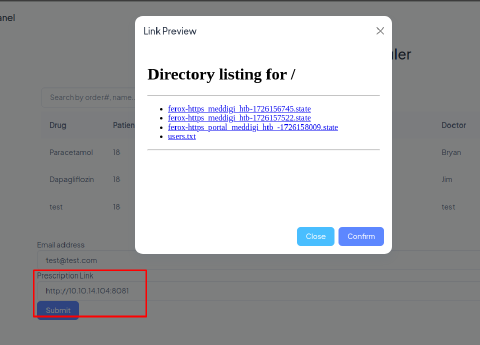 anel
Link Preview
Directory listing for /
ferox-https_meddigi_htb-1726156745.state
ferox-https_meddigi_htb-1726157522.state
ferox-https_portal_meddigi_htb_-1726158009.state
users.txt
Close
Confirm
uler
Search by order#, name...
Drug
Patien
Doctor
Paracetamol
18
Bryan
Dapagliflozin
18
Jim
test
18
test
Email address
test@test.com
Prescription Link
http://10.10.14.104:8081
Submit